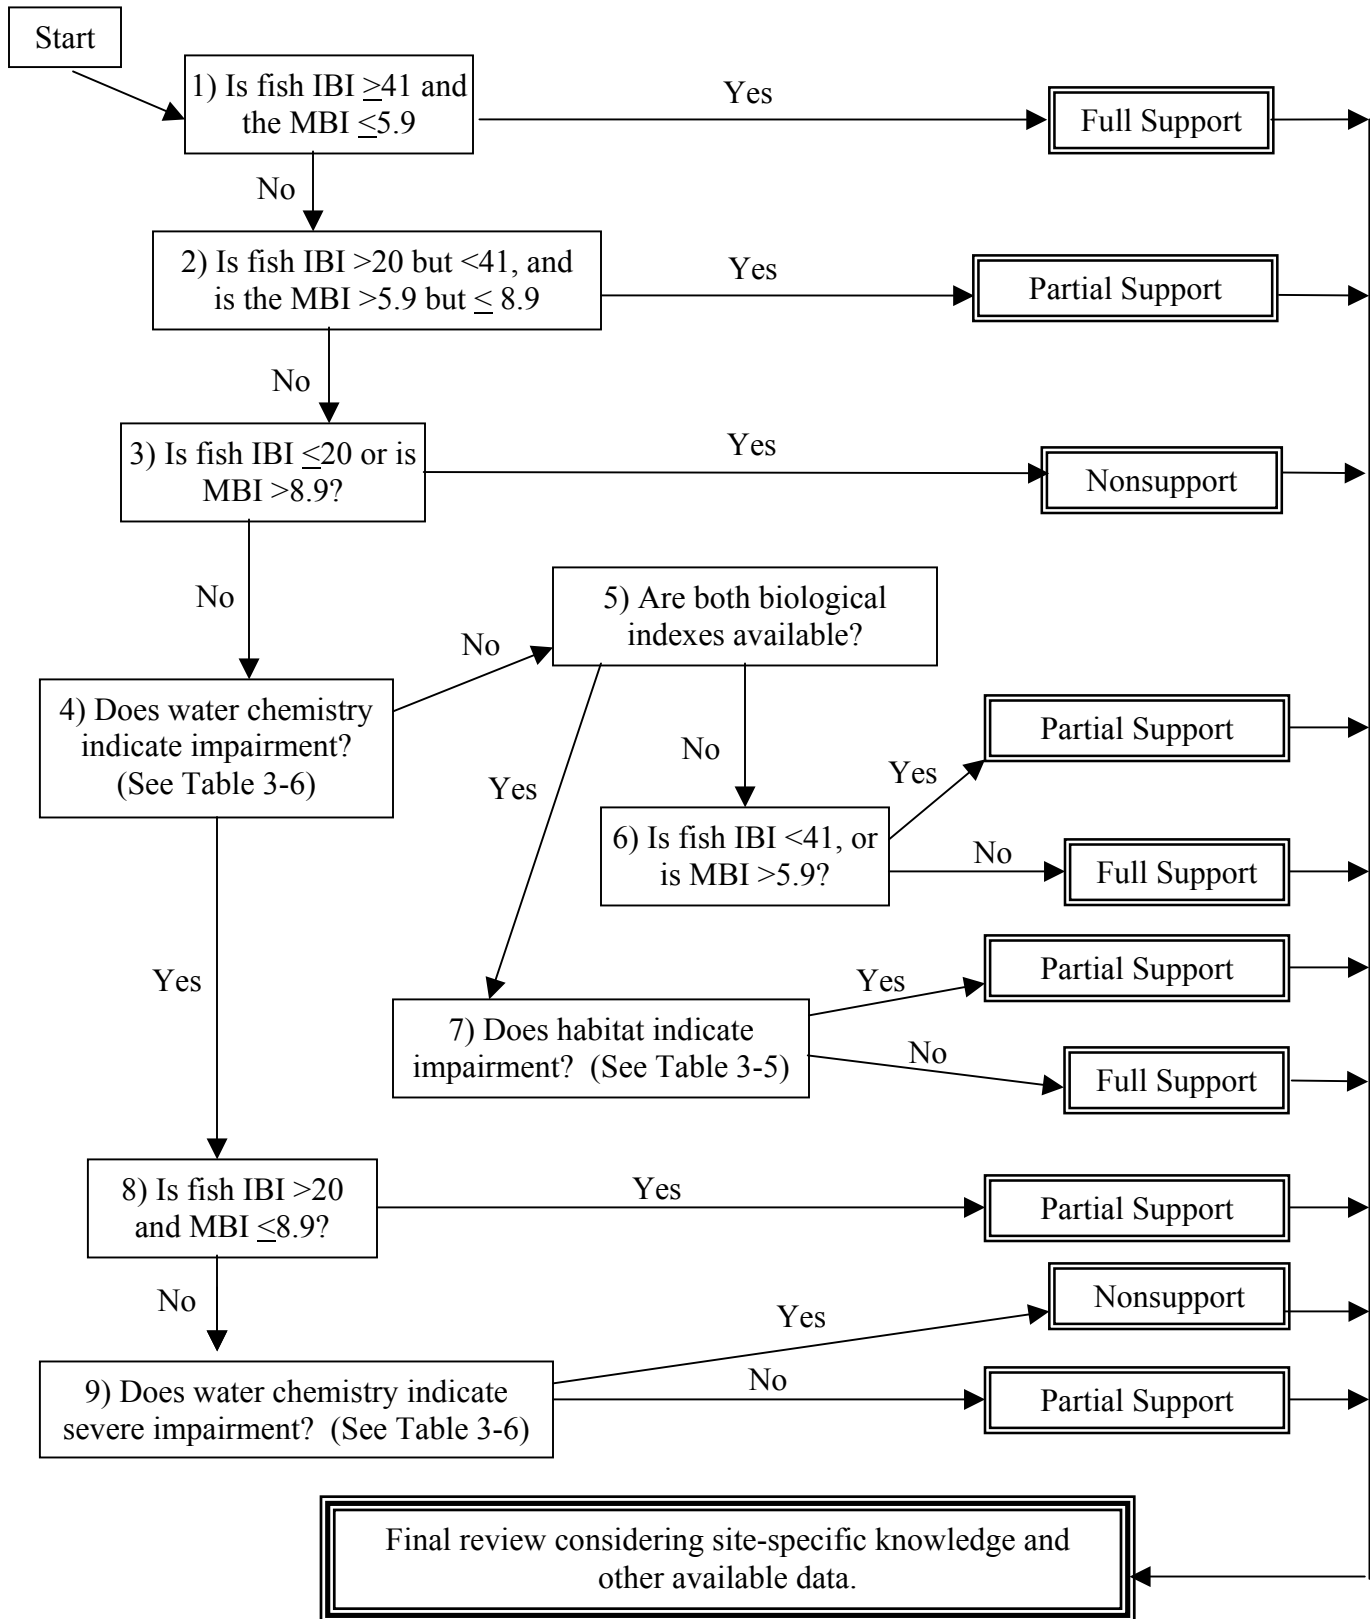 Start
1) Is fish IBI ≥41 and
the MBI ≤5.9
Yes
Full Support
No
2) Is fish IBI >20 but <41, and
is the MBI >5.9 but ≤ 8.9
Yes
Partial Support
No
3) Is fish IBI ≤20 or is
MBI >8.9?
Yes
Nonsupport
No
4) Does water chemistry
indicate impairment?
(See Table 3-6)
No
5) Are both biological
indexes available?
No
Yes
6) Is fish IBI <41, or
is MBI >5.9?
Yes
Partial Support
No
Full Support
Yes
7) Does habitat indicate
impairment?  (See Table 3-5)
Yes
Partial Support
No
Full Support
8) Is fish IBI >20
and MBI ≤8.9?
Yes
Partial Support
No
9) Does water chemistry indicate
severe impairment?  (See Table 3-6)
Yes
Nonsupport
No
Partial Support
Final review considering site-specific knowledge and
other available data.